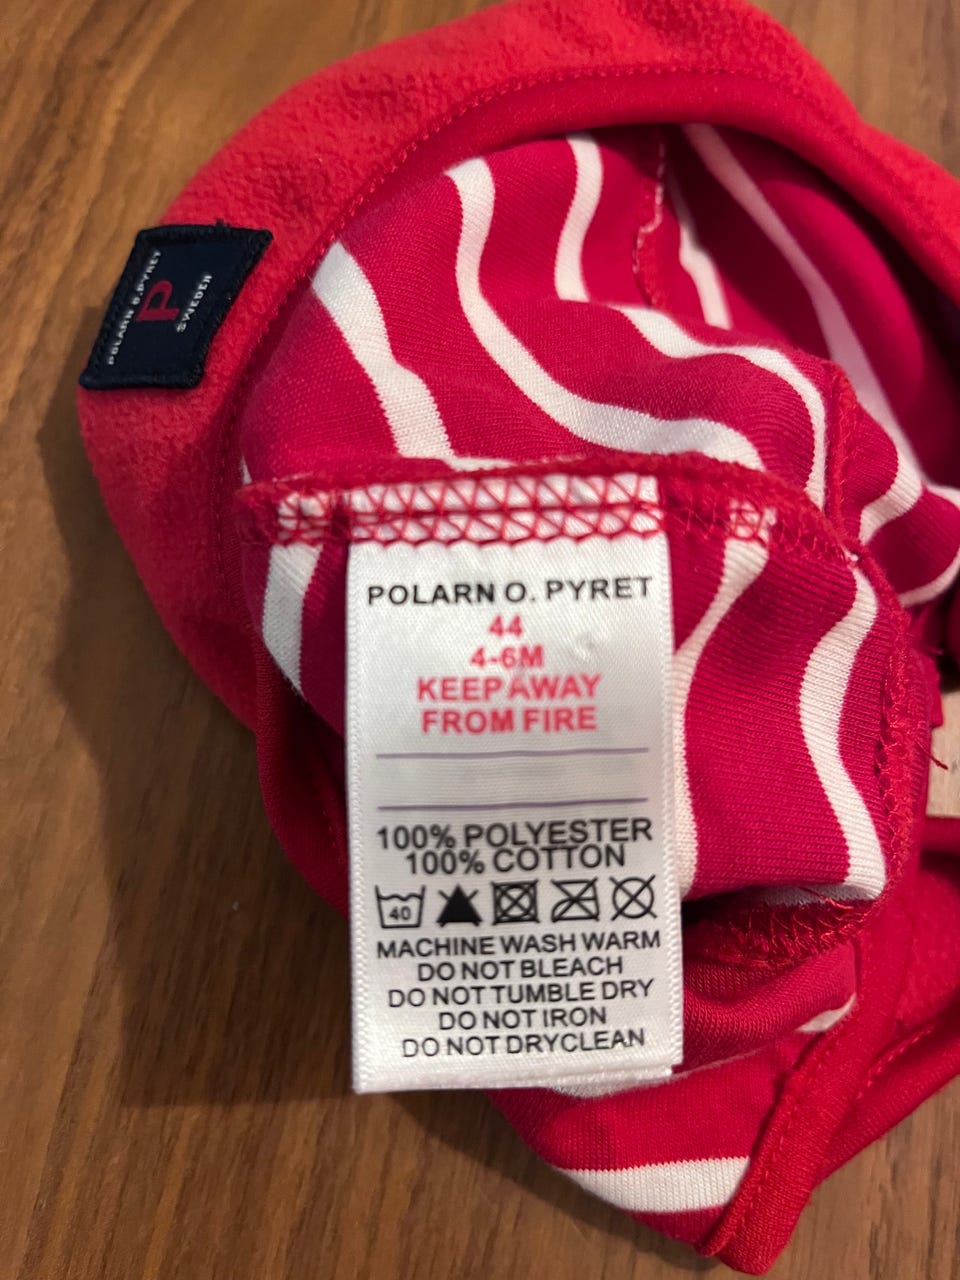 POLARN O. PYRET
P
SWEDEN
POLARN O. PYRET
44
4-6M
KEEP AWAY
FROM FIRE
100% POLYESTER
100% COTTON
40
MACHINE WASH WARM
DO NOT BLEACH
DO NOT TUMBLE DRY
DO NOT IRON
DO NOT DRYCLEAN